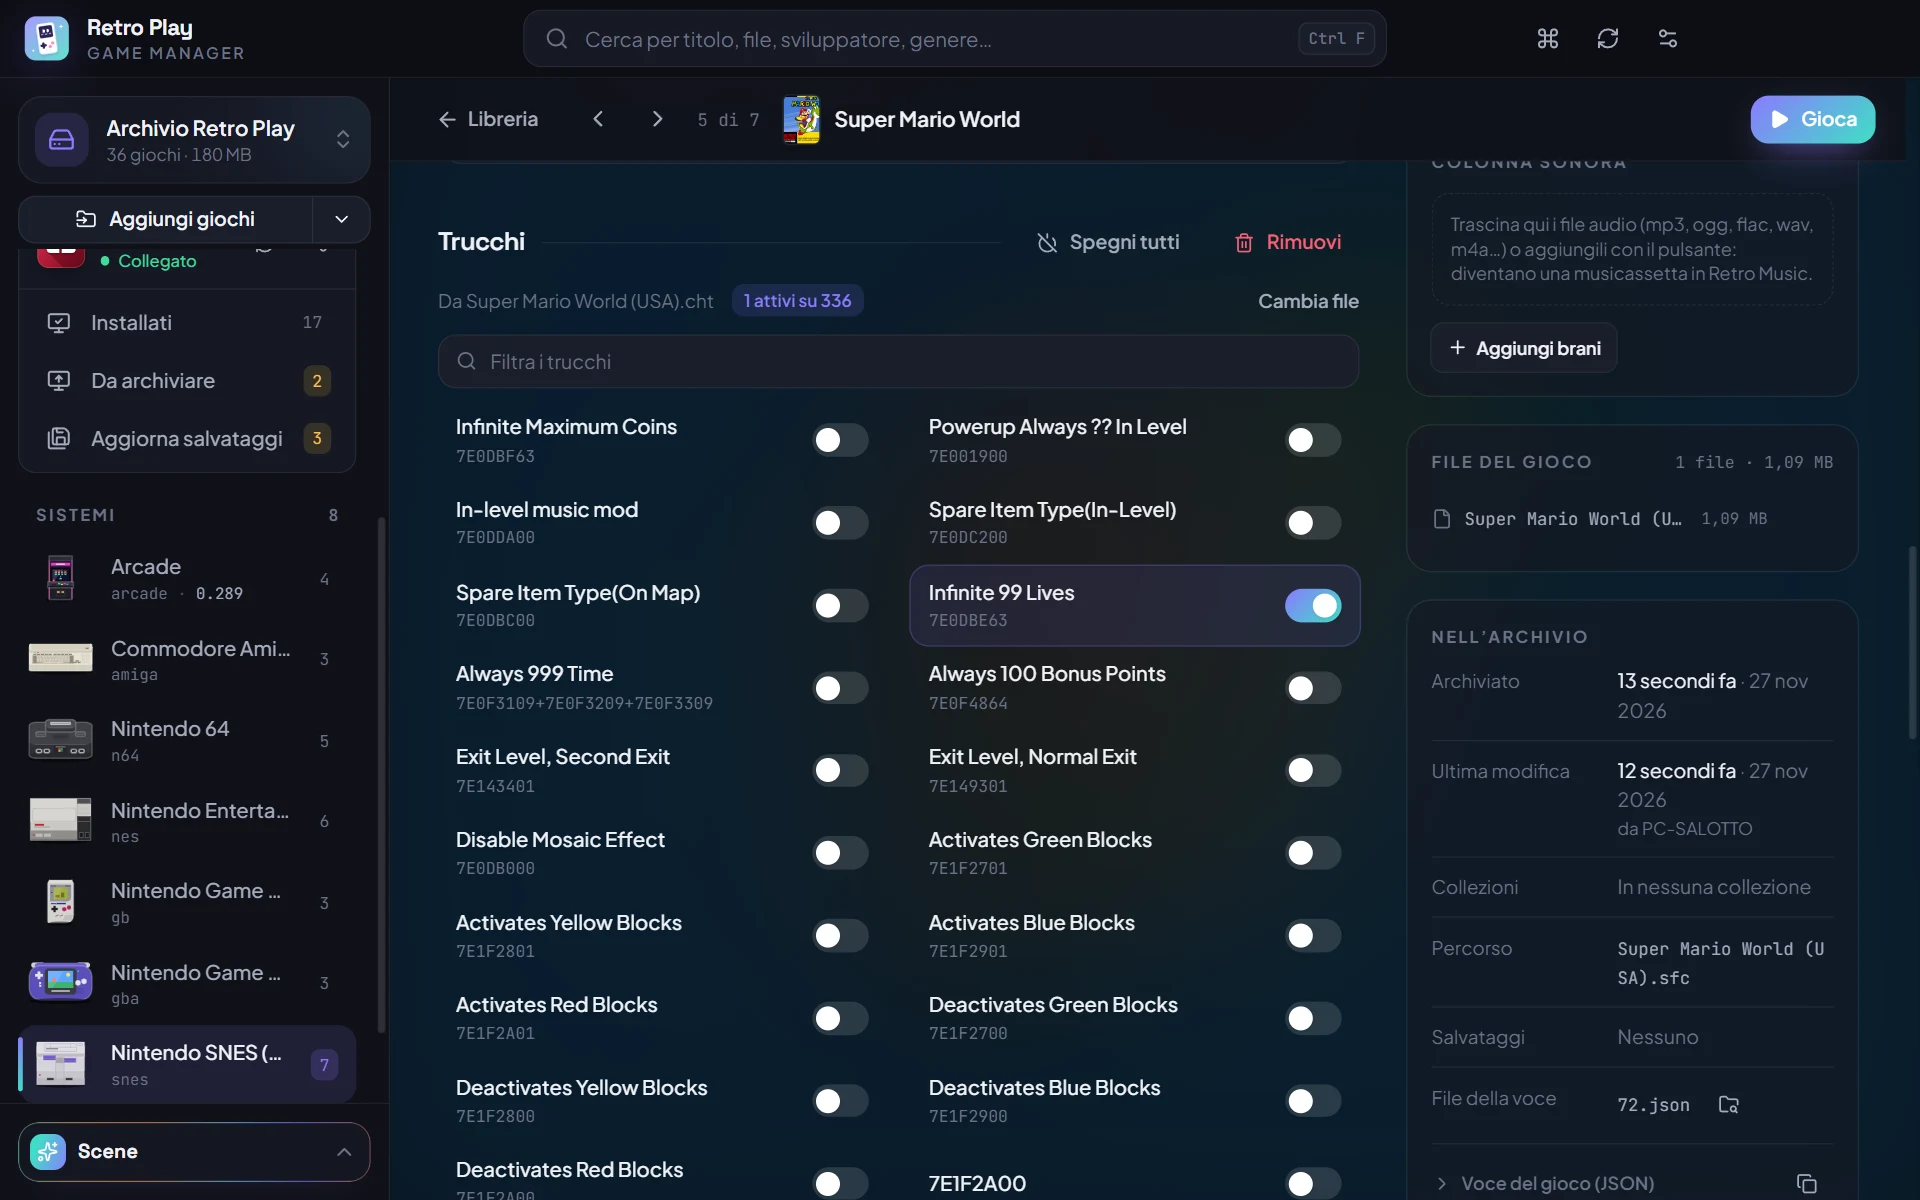 Retro Play
GAME MANAGER
Cerca per titolo, file, sviluppatore, genere…
Ctrl F
Archivio Retro Play
36 giochi · 180 MB
Aggiungi giochi
Collegato
Installati 17
Da archiviare 2
Aggiorna salvataggi 3
SISTEMI 8
Arcade
arcade · 0.289
4
Commodore Ami…
amiga
3
Nintendo 64
n64
5
Nintendo Enterta…
nes
6
Nintendo Game …
gb
3
Nintendo Game …
gba
3
Nintendo SNES (…
snes
7
Scene
Libreria
5 di 7
Super Mario World
Gioca
Trucchi
Spegni tutti
Rimuovi
Da Super Mario World (USA).cht
1 attivi su 336
Cambia file
Filtra i trucchi
Infinite Maximum Coins
7E0DBF63
Powerup Always ?? In Level
7E001900
In-level music mod
7E0DDA00
Spare Item Type(In-Level)
7E0DC200
Spare Item Type(On Map)
7E0DBC00
Infinite 99 Lives
7E0DBE63
Always 999 Time
7E0F3109+7E0F3209+7E0F3309
Always 100 Bonus Points
7E0F4864
Exit Level, Second Exit
7E143401
Exit Level, Normal Exit
7E149301
Disable Mosaic Effect
7E0DB000
Activates Green Blocks
7E1F2701
Activates Yellow Blocks
7E1F2801
Activates Blue Blocks
7E1F2901
Activates Red Blocks
7E1F2A01
Deactivates Green Blocks
7E1F2700
Deactivates Yellow Blocks
7E1F2800
Deactivates Blue Blocks
7E1F2900
Deactivates Red Blocks
7E1F2A00
7E1F2A00
COLONNA SONORA
Trascina qui i file audio (mp3, ogg, flac, wav,
m4a…) o aggiungili con il pulsante:
diventano una musicassetta in Retro Music.
Aggiungi brani
FILE DEL GIOCO
1 file · 1,09 MB
Super Mario World (U… 1,09 MB
NELL'ARCHIVIO
Archiviato
13 secondi fa · 27 nov
2026
Ultima modifica
12 secondi fa · 27 nov
2026
da PC-SALOTTO
Collezioni
In nessuna collezione
Percorso
Super Mario World (U
SA).sfc
Salvataggi
Nessuno
File della voce
72.json
Voce del gioco (JSON)